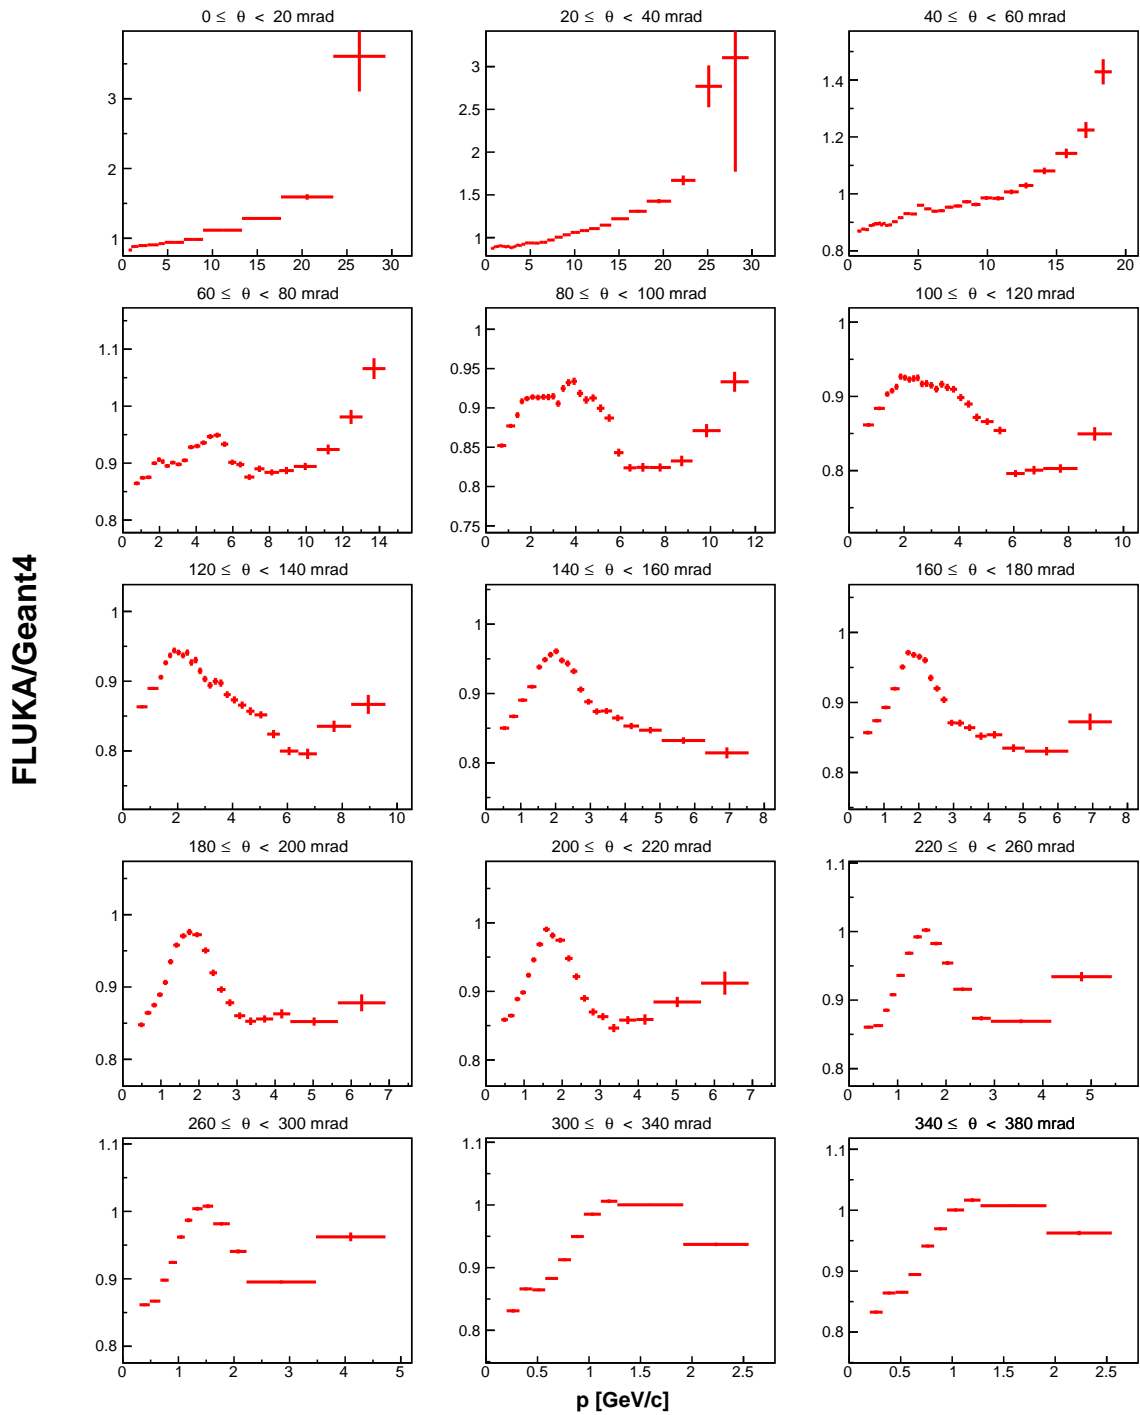 0 ≤ θ < 20 mrad
20 ≤ θ < 40 mrad
40 ≤ θ < 60 mrad
3
2
1
0 5 10 15 20 25 30
3
2.5
2
1.5
1
0 5 10 15 20 25 30
1.4
1.2
1
0.8
0 5 10 15 20
60 ≤ θ < 80 mrad
80 ≤ θ < 100 mrad
100 ≤ θ < 120 mrad
1.1
1
0.9
0.8
0 2 4 6 8 10 12 14
1
0.95
0.9
0.85
0.8
0.75
0 2 4 6 8 10 12
1
0.9
0.8
0 2 4 6 8 10
FLUKA/Geant4
120 ≤ θ < 140 mrad
140 ≤ θ < 160 mrad
160 ≤ θ < 180 mrad
1
0.9
0.8
0 2 4 6 8 10
1
0.9
0.8
0 1 2 3 4 5 6 7 8
1
0.9
0.8
0 1 2 3 4 5 6 7 8
180 ≤ θ < 200 mrad
200 ≤ θ < 220 mrad
220 ≤ θ < 260 mrad
1
0.9
0.8
0 1 2 3 4 5 6 7
1
0.9
0.8
0 1 2 3 4 5 6 7
1.1
1
0.9
0.8
0 1 2 3 4 5
260 ≤ θ < 300 mrad
300 ≤ θ < 340 mrad
340 ≤ θ < 380 mrad
1.1
1
0.9
0.8
0 1 2 3 4 5
1.1
1
0.9
0.8
0 0.5 1 1.5 2 2.5
1.1
1
0.9
0.8
0 0.5 1 1.5 2 2.5
p [GeV/c]